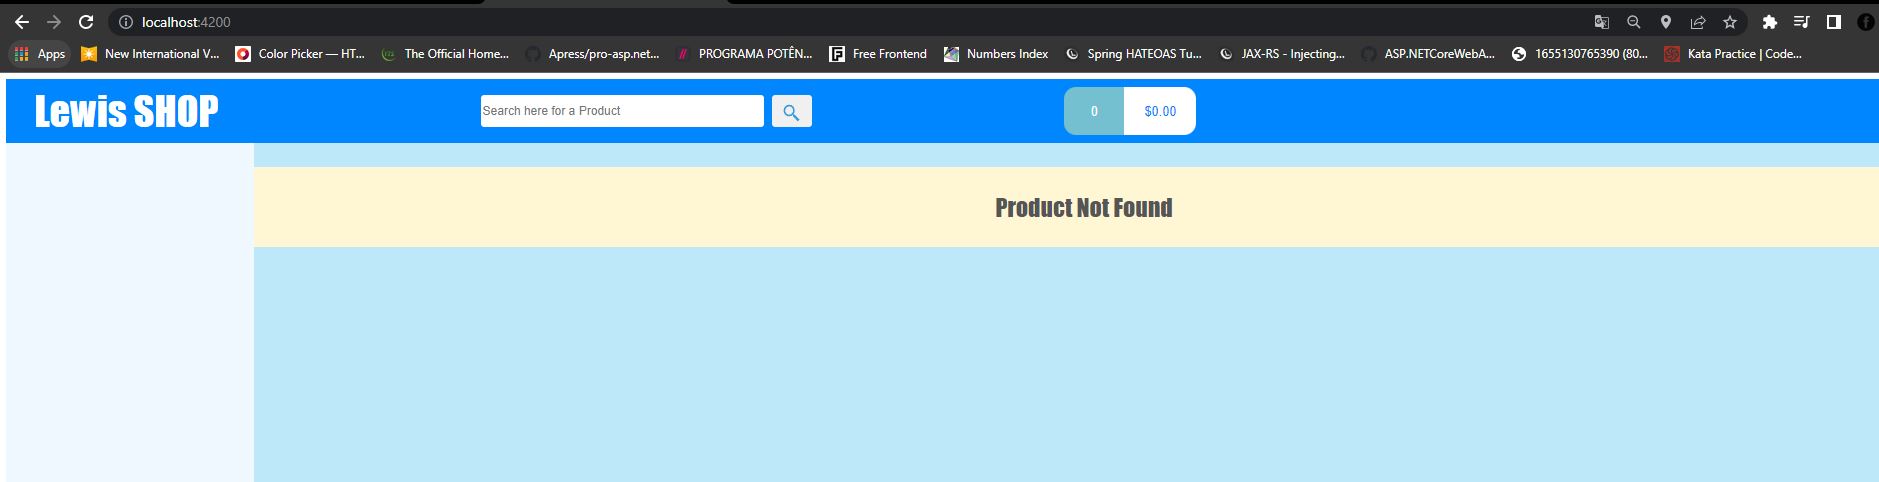 localhost:4200
Apps New International V... Color Picker — HT... The Official Home... Apress/pro-asp.net... PROGRAMA POTÊN... Free Frontend Numbers Index Spring HATEOAS Tu... JAX-RS - Injecting... ASP.NETCoreWebA... 1655130765390 (80... Kata Practice | Code...
Lewis SHOP Search here for a Product 0 $0.00
Product Not Found